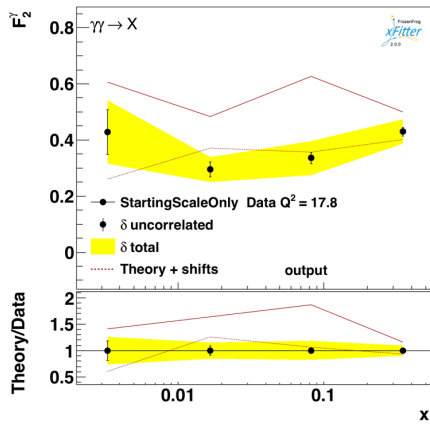 F₂^γ
γγ → X
FrozenFrog
xFitter
2.0.0
0.8
0.6
0.4
0.2
0
StartingScaleOnly Data Q² = 17.8
δ uncorrelated
δ total
Theory + shifts output
Theory/Data
2
1.5
1
0.5
0.01 0.1
x